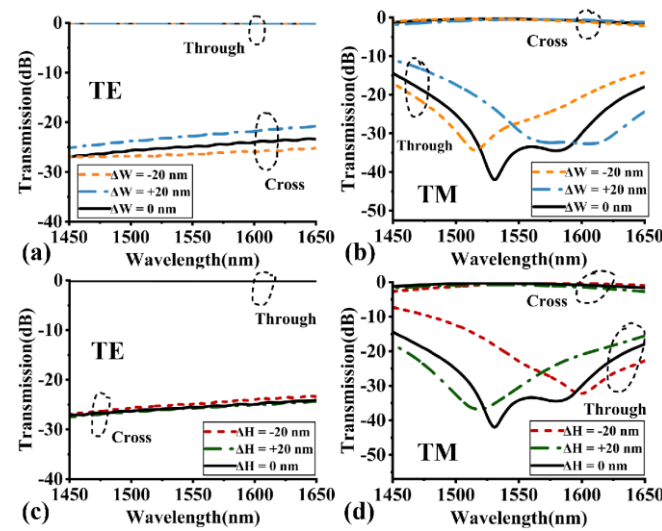 0
-10
-20
-30
-40
Transmission(dB)
Through
TE
Cross
ΔW = -20 nm
ΔW = +20 nm
ΔW = 0 nm
(a)
1450 1500 1550 1600 1650
Wavelength(nm)
0
-10
-20
-30
-40
-50
Transmission(dB)
Cross
Through
TM
ΔW = -20 nm
ΔW = +20 nm
ΔW = 0 nm
(b)
1450 1500 1550 1600 1650
Wavelength(nm)
0
-10
-20
-30
-40
Transmission(dB)
Through
TE
Cross
ΔH = -20 nm
ΔH = +20 nm
ΔH = 0 nm
(c)
1450 1500 1550 1600 1650
Wavelength(nm)
0
-10
-20
-30
-40
-50
Transmission(dB)
Cross
Through
TM
ΔH = -20 nm
ΔH = +20 nm
ΔH = 0 nm
(d)
1450 1500 1550 1600 1650
Wavelength(nm)